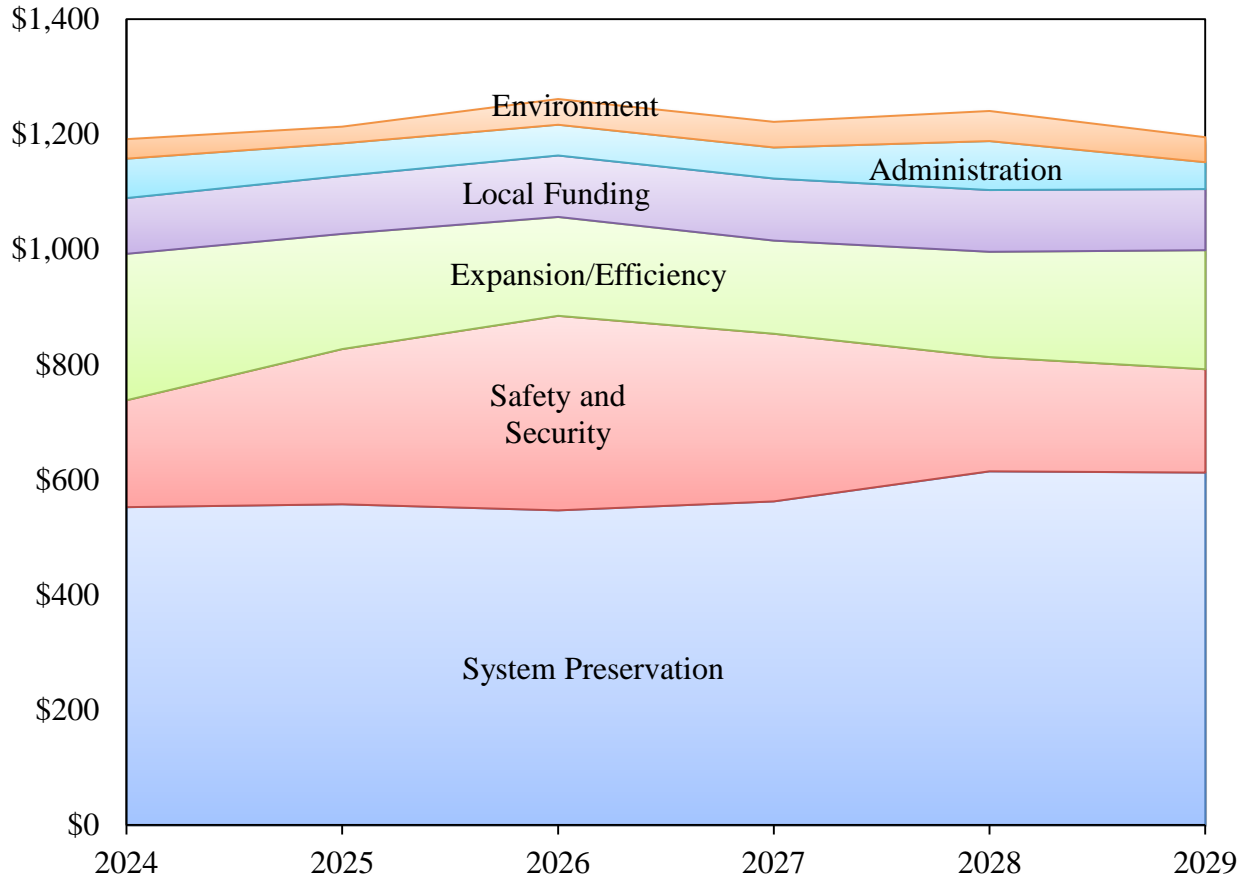 $1,400
$1,200
$1,000
$800
$600
$400
$200
$0
Environment
Administration
Local Funding
Expansion/Efficiency
Safety and
Security
System Preservation
2024 2025 2026 2027 2028 2029